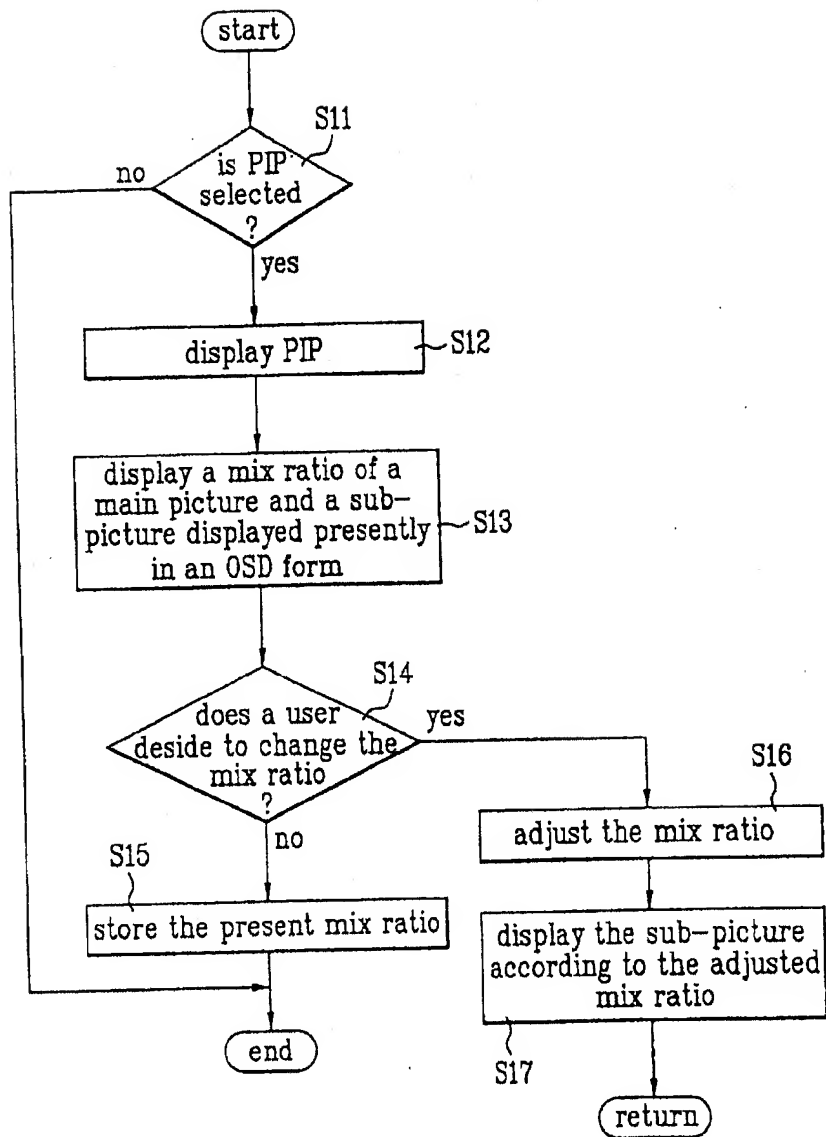 start
S11
is PIP
selected
?
no
yes
display PIP
S12
display a mix ratio of a
main picture and a sub-
picture displayed presently
in an OSD form
S13
S14
does a user
deside to change the
mix ratio
?
yes
no
S15
store the present mix ratio
end
S16
adjust the mix ratio
display the sub-picture
according to the adjusted
mix ratio
S17
return